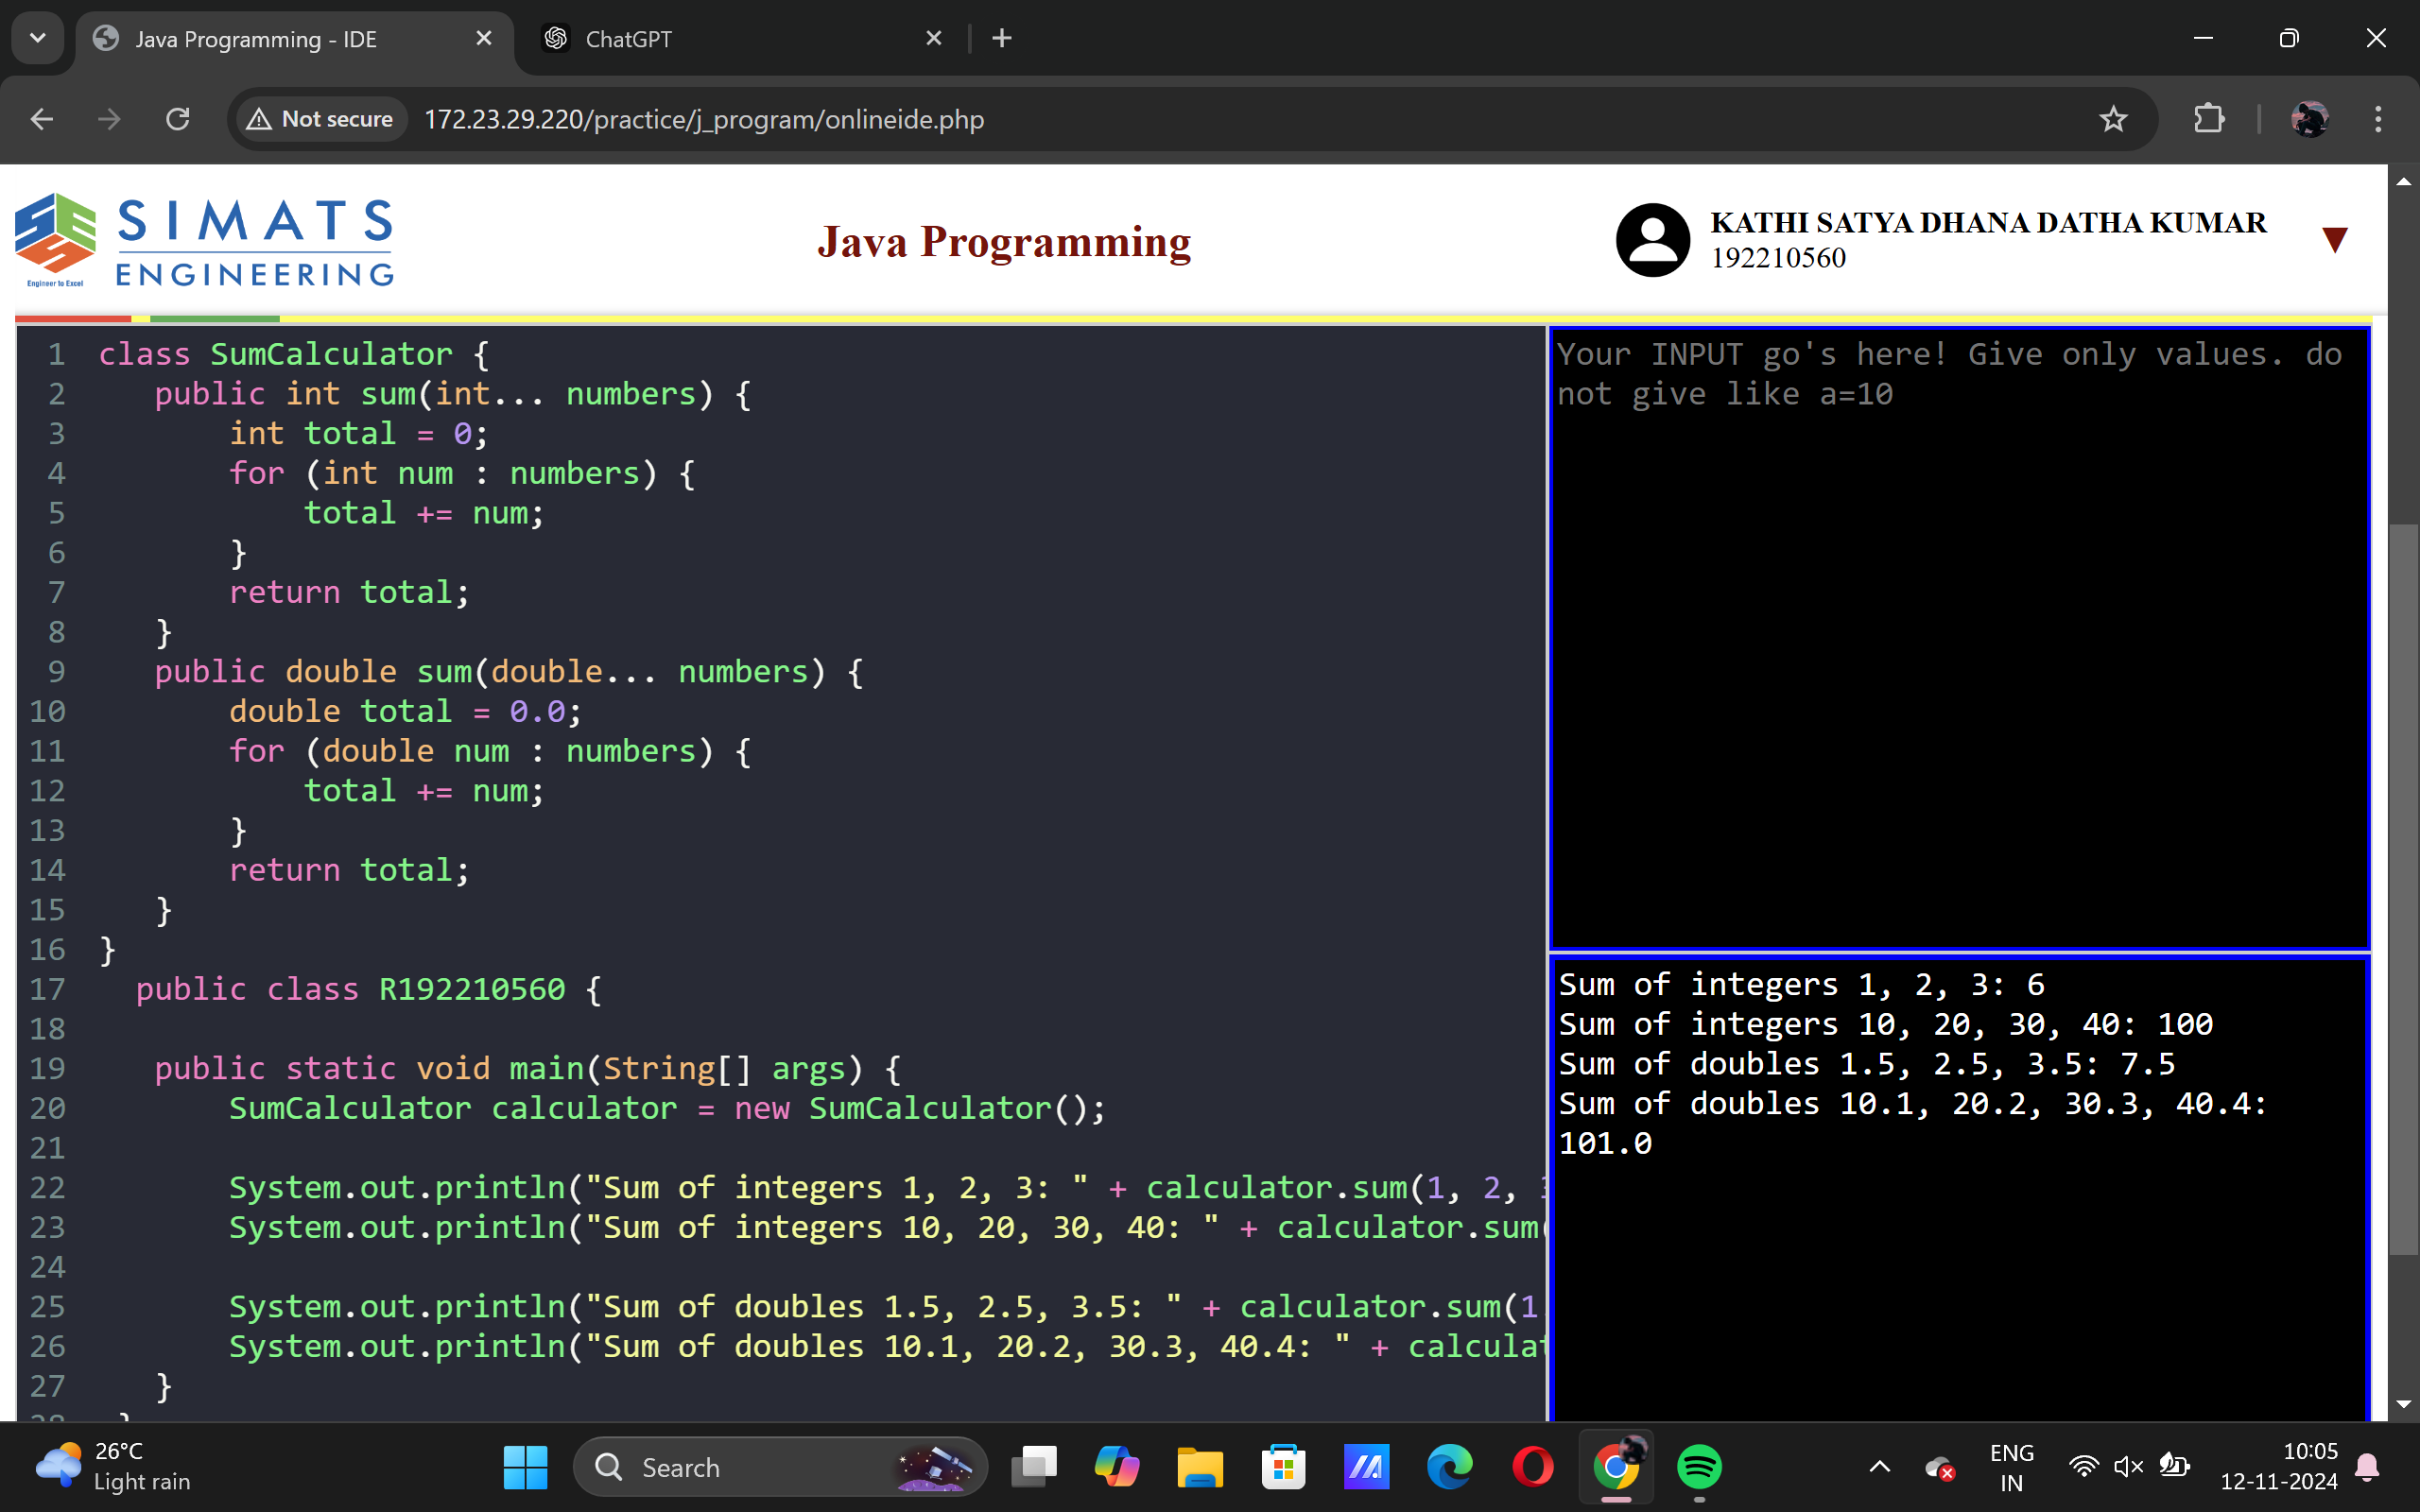 Java Programming - IDE
ChatGPT
Not secure
172.23.29.220/practice/j_program/onlineide.php
SIMATS
ENGINEERING
Engineer to Excel
Java Programming
KATHI SATYA DHANA DATHA KUMAR
192210560
1 class SumCalculator {
2 public int sum(int... numbers) {
3 int total = 0;
4 for (int num : numbers) {
5 total += num;
6 }
7 return total;
8 }
9 public double sum(double... numbers) {
10 double total = 0.0;
11 for (double num : numbers) {
12 total += num;
13 }
14 return total;
15 }
16 }
17 public class R192210560 {
18
19 public static void main(String[] args) {
20 SumCalculator calculator = new SumCalculator();
21
22 System.out.println("Sum of integers 1, 2, 3: " + calculator.sum(1, 2,
23 System.out.println("Sum of integers 10, 20, 30, 40: " + calculator.sum(
24
25 System.out.println("Sum of doubles 1.5, 2.5, 3.5: " + calculator.sum(1
26 System.out.println("Sum of doubles 10.1, 20.2, 30.3, 40.4: " + calculat
27 }
Your INPUT go's here! Give only values. do
not give like a=10
Sum of integers 1, 2, 3: 6
Sum of integers 10, 20, 30, 40: 100
Sum of doubles 1.5, 2.5, 3.5: 7.5
Sum of doubles 10.1, 20.2, 30.3, 40.4:
101.0
26°C
Light rain
Search
ENG
IN
10:05
12-11-2024